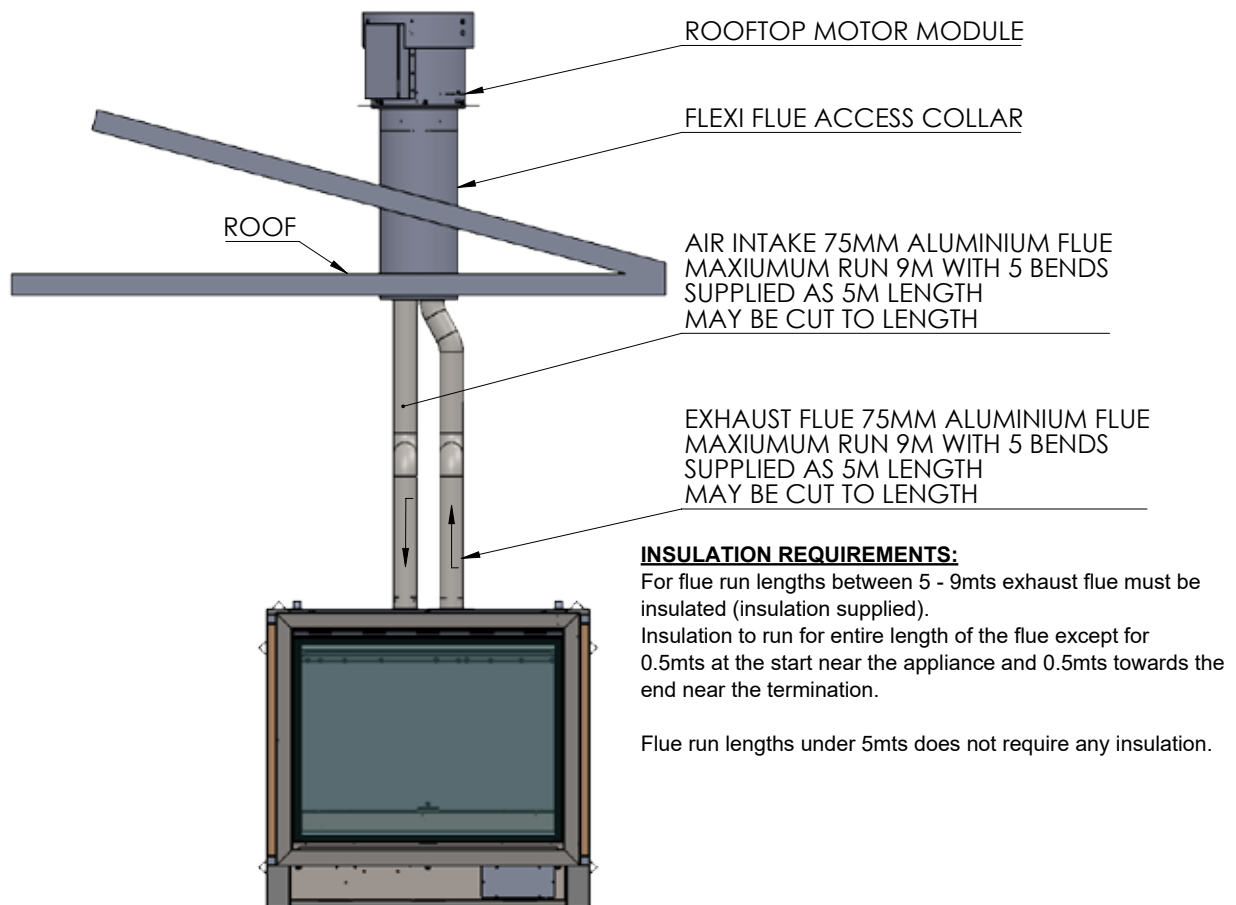 ROOFTOP MOTOR MODULE
FLEXI FLUE ACCESS COLLAR
ROOF
AIR INTAKE 75MM ALUMINIUM FLUE
MAXIUMUM RUN 9M WITH 5 BENDS
SUPPLIED AS 5M LENGTH
MAY BE CUT TO LENGTH
EXHAUST FLUE 75MM ALUMINIUM FLUE
MAXIUMUM RUN 9M WITH 5 BENDS
SUPPLIED AS 5M LENGTH
MAY BE CUT TO LENGTH
INSULATION REQUIREMENTS:
For flue run lengths between 5 - 9mts exhaust flue must be
insulated (insulation supplied).
Insulation to run for entire length of the flue except for
0.5mts at the start near the appliance and 0.5mts towards the
end near the termination.
Flue run lengths under 5mts does not require any insulation.